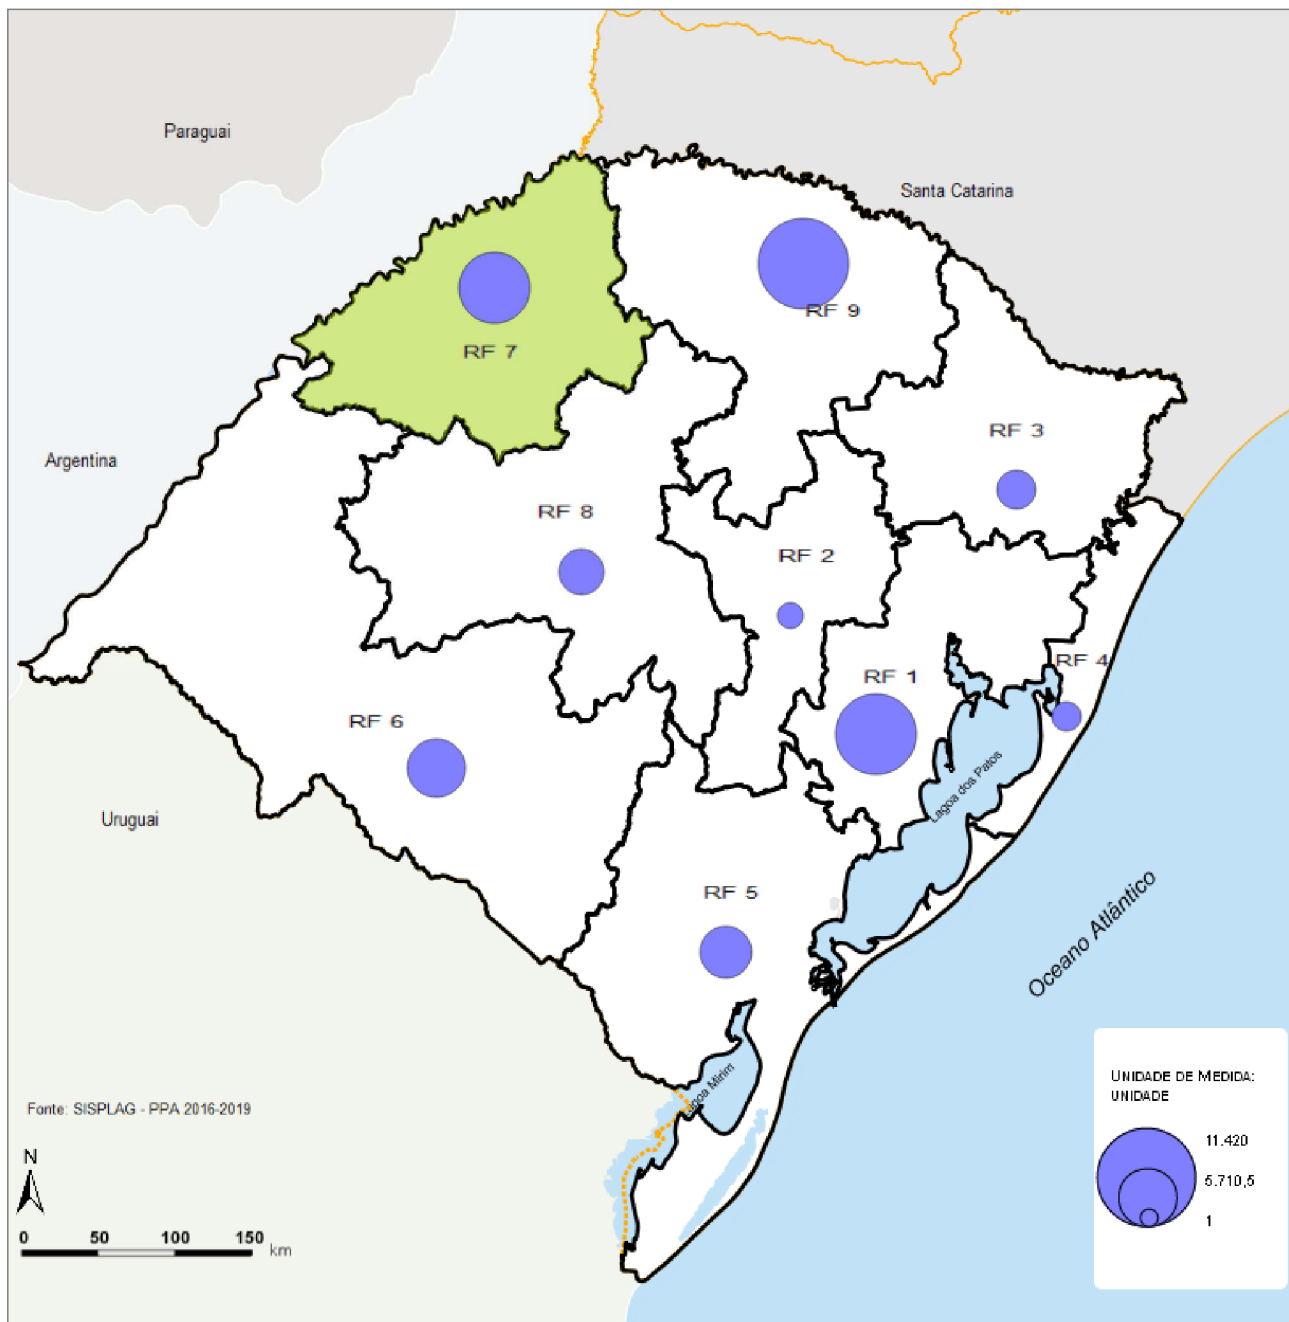 Paraguai
Santa Catarina
RF 9
RF 7
RF 3
Argentina
RF 8
RF 2
RF 4
RF 1
RF 6
Lagoa dos Patos
Uruguai
RF 5
Oceano Atlântico
UNIDADE DE MEDIDA:
UNIDADE
11.420
5.710,5
1
agoa Mirim
Fonte: SISPLAG - PPA 2016-2019
N
0 50 100 150
km